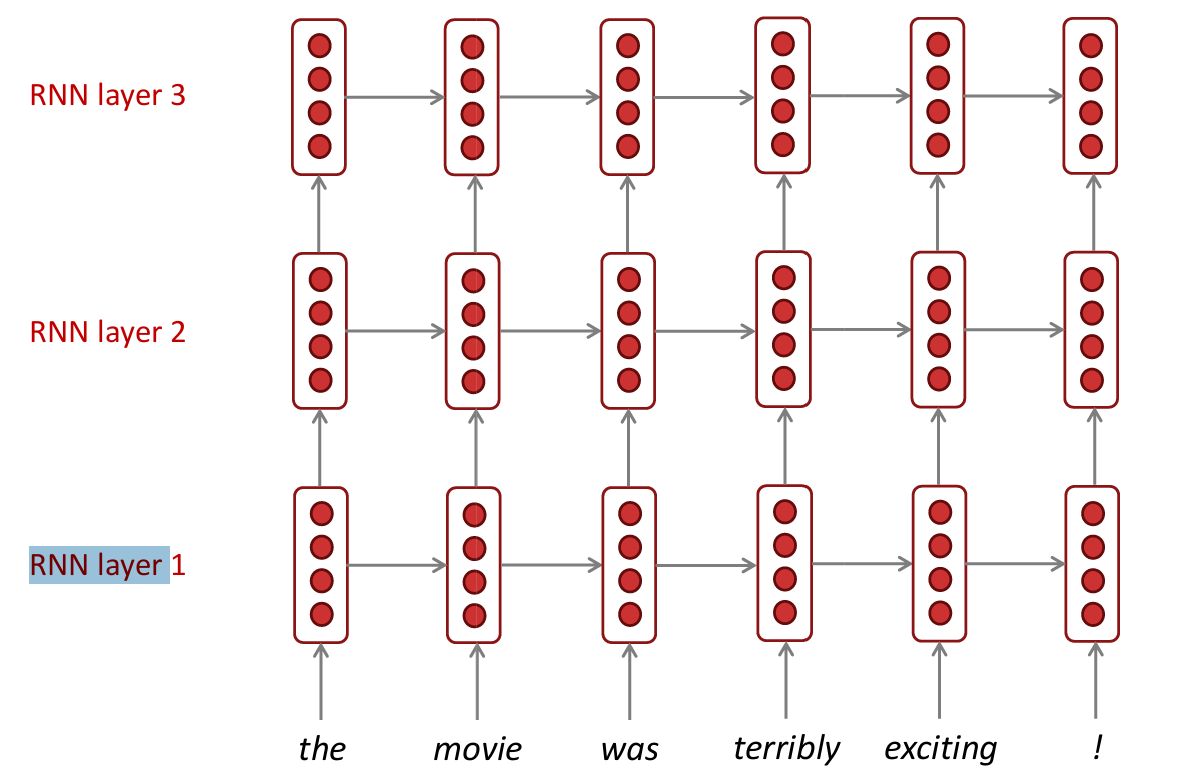 RNN layer 3
RNN layer 2
RNN layer 1
the movie was terribly exciting !